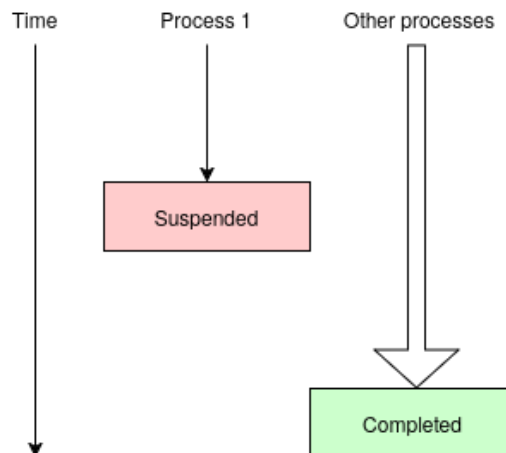 Time
Process 1
Other processes
Suspended
Completed